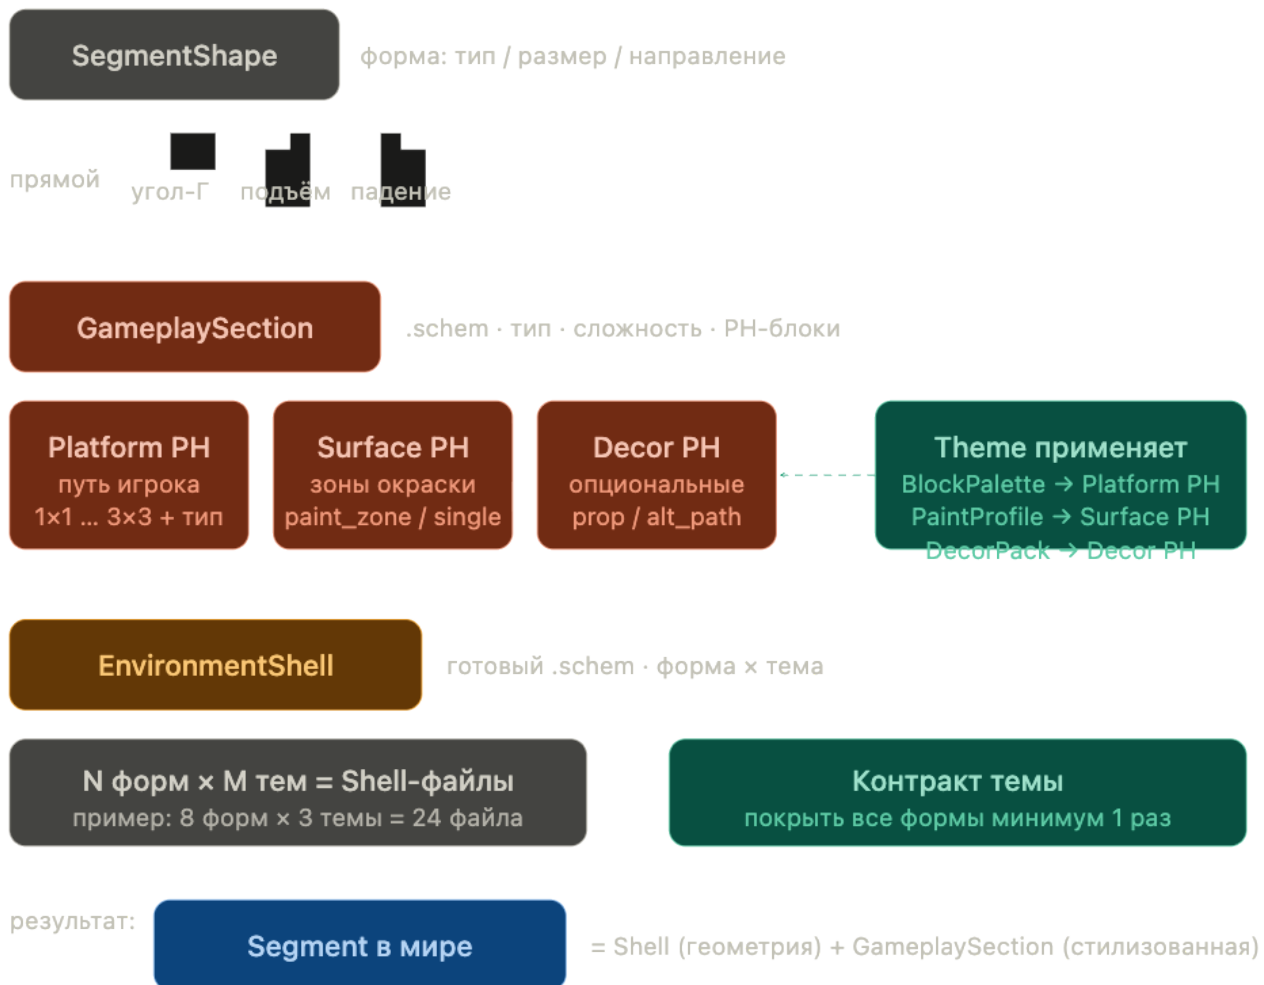 SegmentShape
форма: тип / размер / направление
прямой
угол-Г
подъём
падение
GameplaySection
.schem · тип · сложность · PH-блоки
Platform PH
путь игрока
1×1 ... 3×3 + тип
Surface PH
зоны окраски
paint_zone / single
Decor PH
опциональные
prop / alt_path
Theme применяет
BlockPalette → Platform PH
PaintProfile → Surface PH
DecorPack → Decor PH
EnvironmentShell
готовый .schem · форма × тема
N форм × M тем = Shell-файлы
пример: 8 форм × 3 темы = 24 файла
Контракт темы
покрыть все формы минимум 1 раз
результат:
Segment в мире
= Shell (геометрия) + GameplaySection (стилизованная)